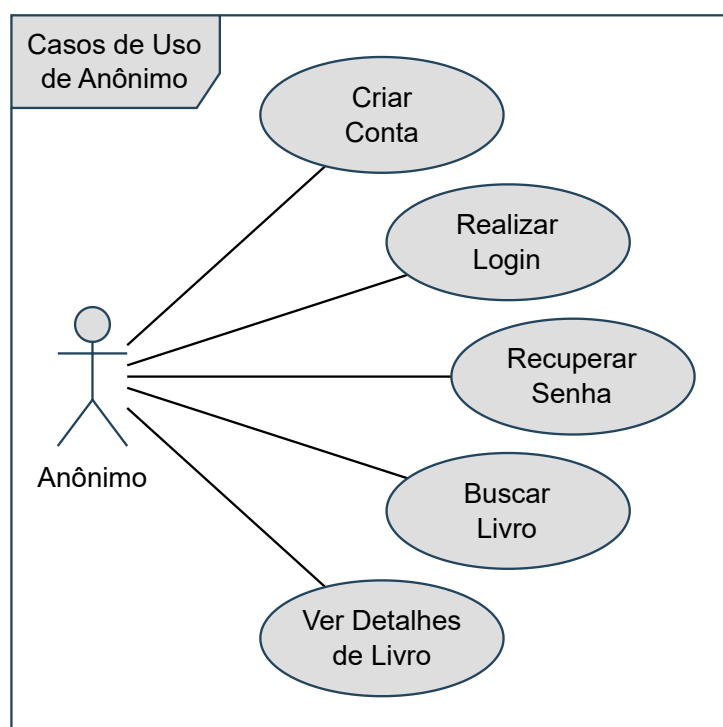 Casos de Uso
de Anônimo
Criar
Conta
Realizar
Login
Recuperar
Senha
Anônimo
Buscar
Livro
Ver Detalhes
de Livro